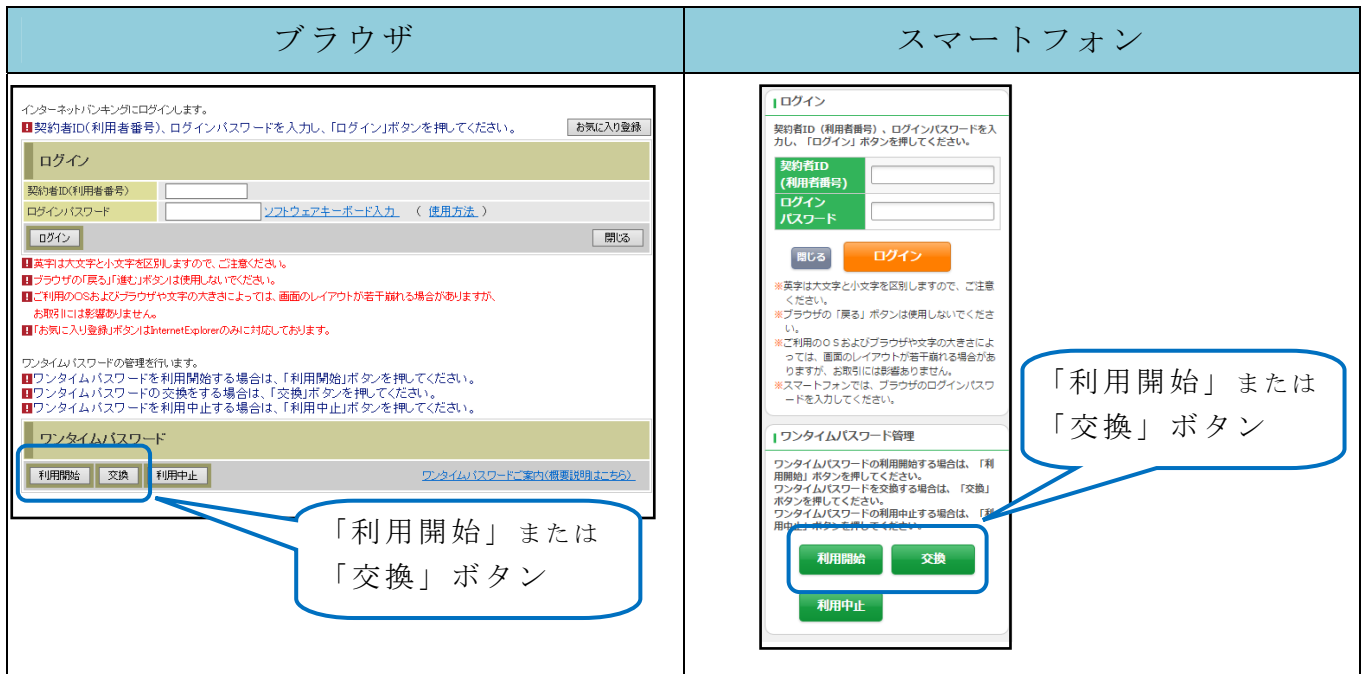 ブラウザ
スマートフォン
インターネットバンキングにログインします。
契約者ID(利用者番号)、ログインパスワードを入力し、「ログイン」ボタンを押してください。
お気に入り登録
ログイン
契約者ID(利用者番号)
ログインパスワード
ソフトウェアキーボード入力 ( 使用方法 )
ログイン
閉じる
英字は大文字と小文字を区別しますので、ご注意ください。
ブラウザの「戻る」「進む」ボタンは使用しないでください。
ご利用のOSおよびブラウザや文字の大きさによっては、画面のレイアウトが若干崩れる場合がありますが、
お取引には影響ありません。
「お気に入り登録」ボタンはInternetExplorerのみに対応しております。
ワンタイムパスワードの管理を行います。
ワンタイムパスワードを利用開始する場合は、「利用開始」ボタンを押してください。
ワンタイムパスワードの交換をする場合は、「交換」ボタンを押してください。
ワンタイムパスワードを利用中止する場合は、「利用中止」ボタンを押してください。
ワンタイムパスワード
利用開始 交換 利用中止
ワンタイムパスワードご案内(概要説明はこちら)
「利用開始」または
「交換」ボタン
ログイン
契約者ID(利用者番号)、ログインパスワードを入
力し、「ログイン」ボタンを押してください。
契約者ID
(利用者番号)
ログイン
パスワード
閉じる ログイン
※英字は大文字と小文字を区別しますので、ご注意
ください。
※ブラウザの「戻る」ボタンは使用しないでくださ
い。
※ご利用のOSおよびブラウザや文字の大きさによ
っては、画面のレイアウトが若干崩れる場合があ
りますが、お取引には影響ありません。
※スマートフォンでは、ブラウザのログインパスワ
ードを入力してください。
ワンタイムパスワード管理
ワンタイムパスワードの利用開始する場合は、「利
用開始」ボタンを押してください。
ワンタイムパスワードを交換する場合は、「交換」
ボタンを押してください。
ワンタイムパスワードの利用中止する場合は、「利
用中止」ボタンを押してください。
利用開始 交換
利用中止
「利用開始」または
「交換」ボタン